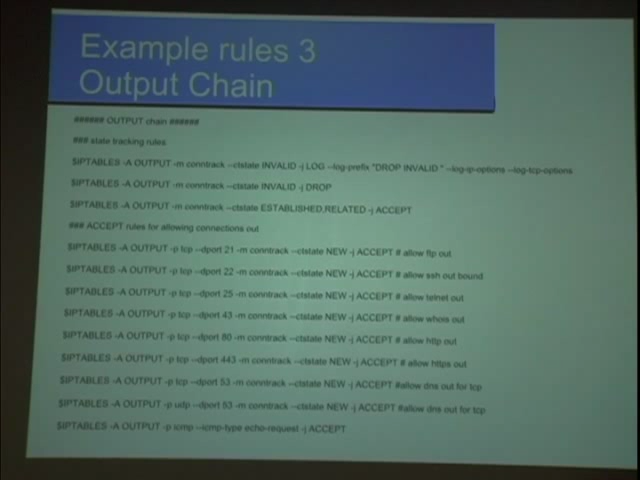 Example rules 3
Output Chain
###### OUTPUT chain ######
### state tracking rules
$IPTABLES -A OUTPUT -m conntrack --ctstate INVALID -j LOG --log-prefix "DROP INVALID " --log-ip-options --log-tcp-options
$IPTABLES -A OUTPUT -m conntrack --ctstate INVALID -j DROP
$IPTABLES -A OUTPUT -m conntrack --ctstate ESTABLISHED,RELATED -j ACCEPT
### ACCEPT rules for allowing connections out
$IPTABLES -A OUTPUT -p tcp --dport 21 -m conntrack --ctstate NEW -j ACCEPT # allow ftp out
$IPTABLES -A OUTPUT -p tcp --dport 22 -m conntrack --ctstate NEW -j ACCEPT # allow ssh out bound
$IPTABLES -A OUTPUT -p tcp --dport 25 -m conntrack --ctstate NEW -j ACCEPT # allow telnet out
$IPTABLES -A OUTPUT -p tcp --dport 43 -m conntrack --ctstate NEW -j ACCEPT # allow whois out
$IPTABLES -A OUTPUT -p tcp --dport 80 -m conntrack --ctstate NEW -j ACCEPT # allow http out
$IPTABLES -A OUTPUT -p tcp --dport 443 -m conntrack --ctstate NEW -j ACCEPT # allow https out
$IPTABLES -A OUTPUT -p tcp --dport 53 -m conntrack --ctstate NEW -j ACCEPT #allow dns out for tcp
$IPTABLES -A OUTPUT -p udp --dport 53 -m conntrack --ctstate NEW -j ACCEPT #allow dns out for tcp
$IPTABLES -A OUTPUT -p icmp --icmp-type echo-request -j ACCEPT